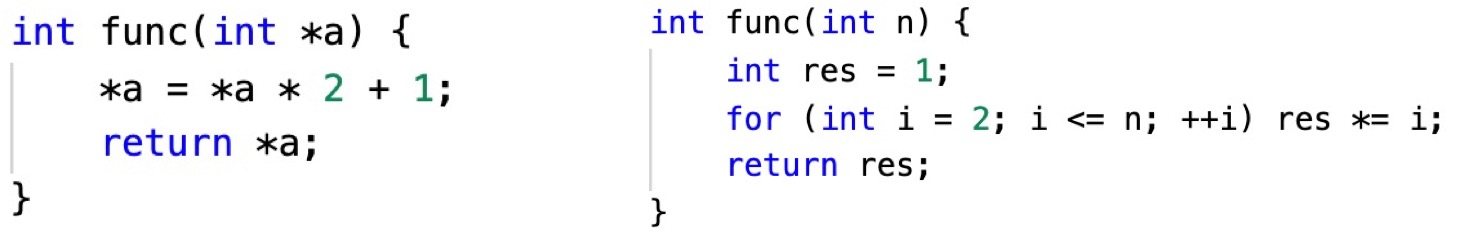 int func(int *a) {
*a = *a * 2 + 1;
return *a;
}
int func(int n) {
int res = 1;
for (int i = 2; i <= n; ++i) res *= i;
return res;
}